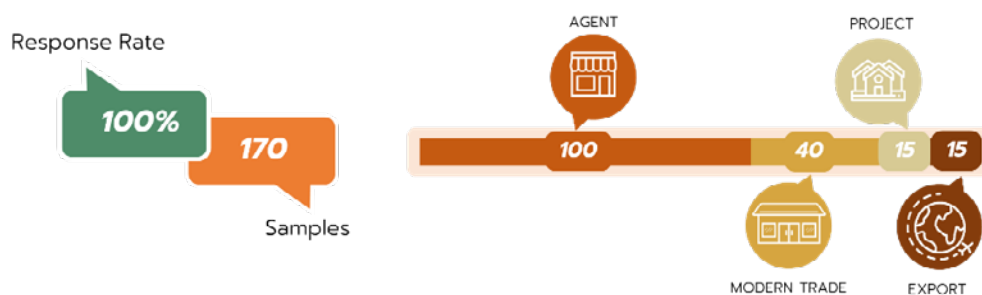 Response Rate
100%
170
Samples
AGENT
PROJECT
100
40
15
15
MODERN TRADE
EXPORT